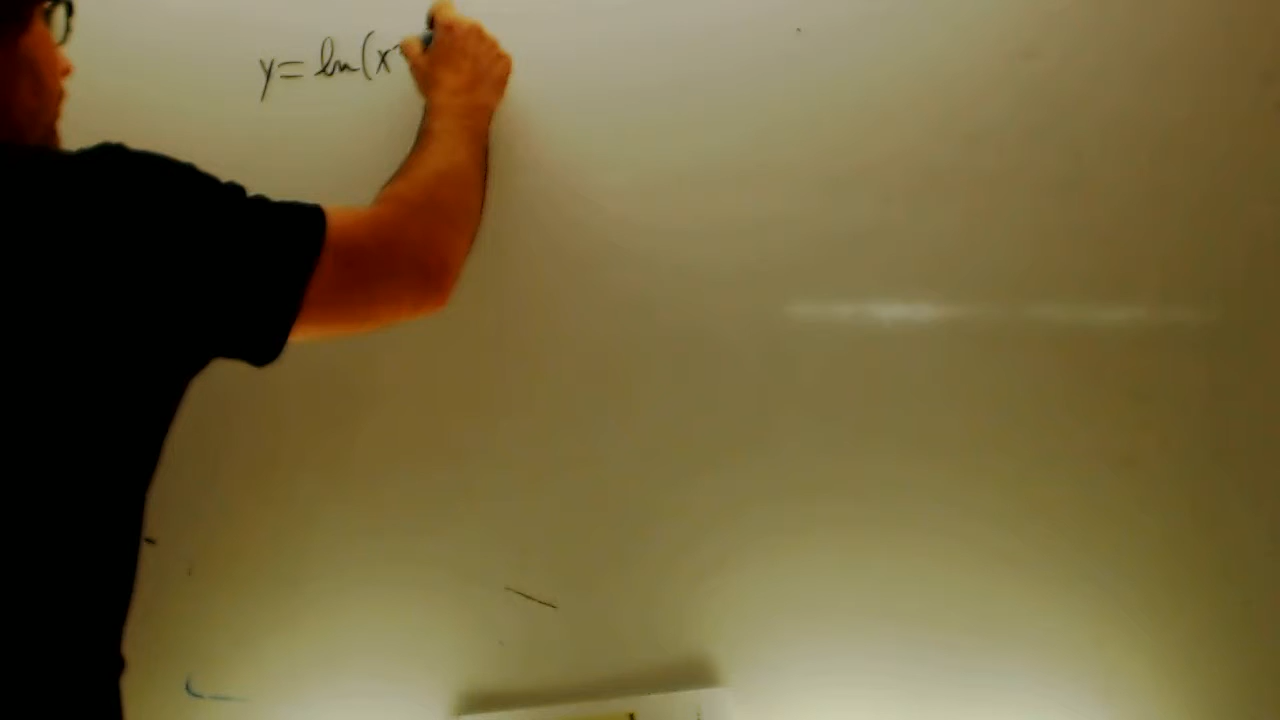 y = ln(x